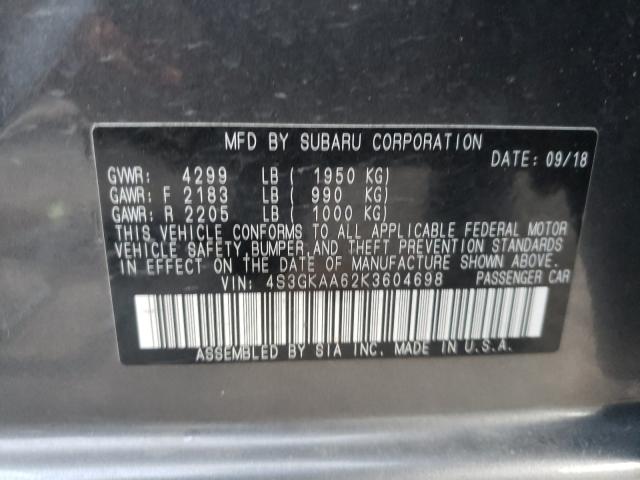 MFD BY SUBARU CORPORATION
DATE: 09/18
GVWR: 4299 LB ( 1950 KG)
GAWR: F 2183 LB ( 990 KG)
GAWR: R 2205 LB ( 1000 KG)
THIS VEHICLE CONFORMS TO ALL APPLICABLE FEDERAL MOTOR
VEHICLE SAFETY, BUMPER, AND THEFT PREVENTION STANDARDS
IN EFFECT ON THE DATE OF MANUFACTURE SHOWN ABOVE.
VIN: 4S3GKAA62K3604698 PASSENGER CAR
ASSEMBLED BY SIA INC. MADE IN U.S.A.